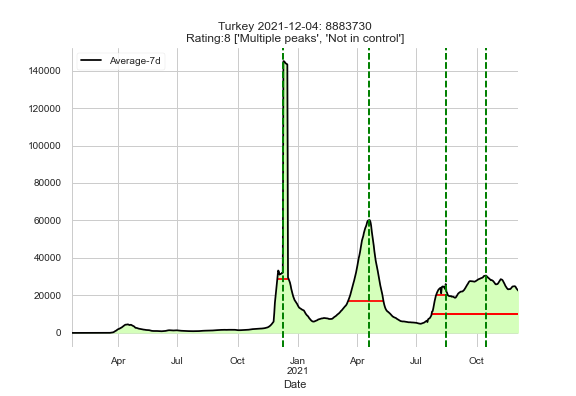 Turkey 2021-12-04: 8883730
Rating:8 ['Multiple peaks', 'Not in control']
Average-7d
140000
120000
100000
80000
60000
40000
20000
0
Apr Jul Oct Jan Apr Jul Oct
2021
Date